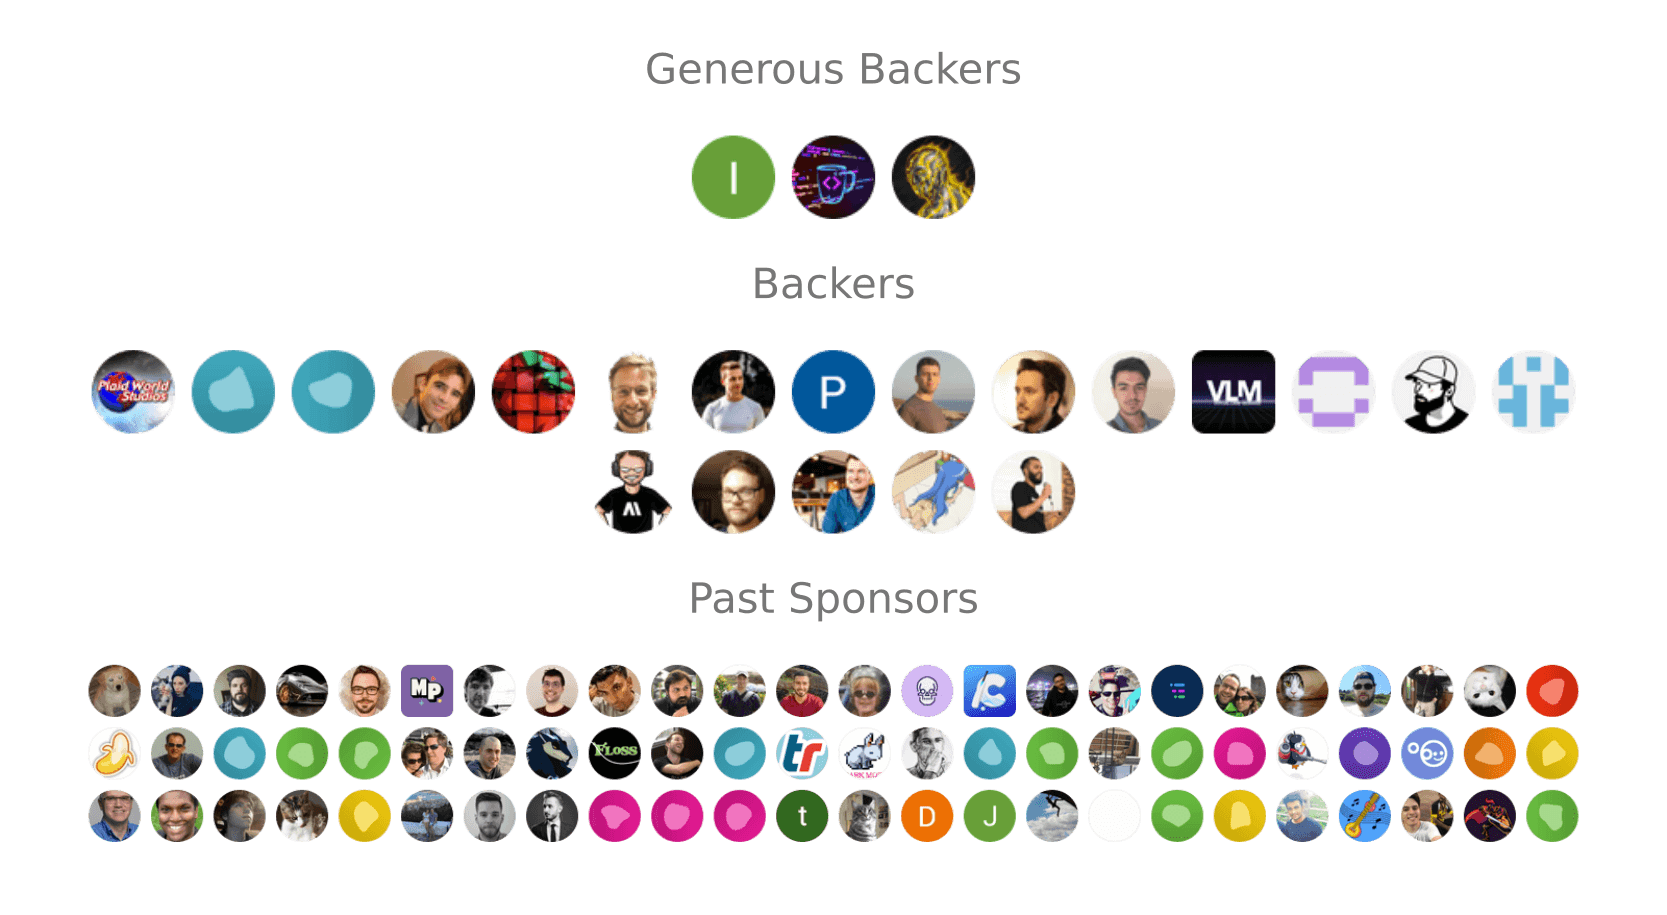 Generous Backers
I
<>
Backers
Plaid World
Studios
P
VLM
Past Sponsors
MP
C
FLOSS
tr
t
D
J